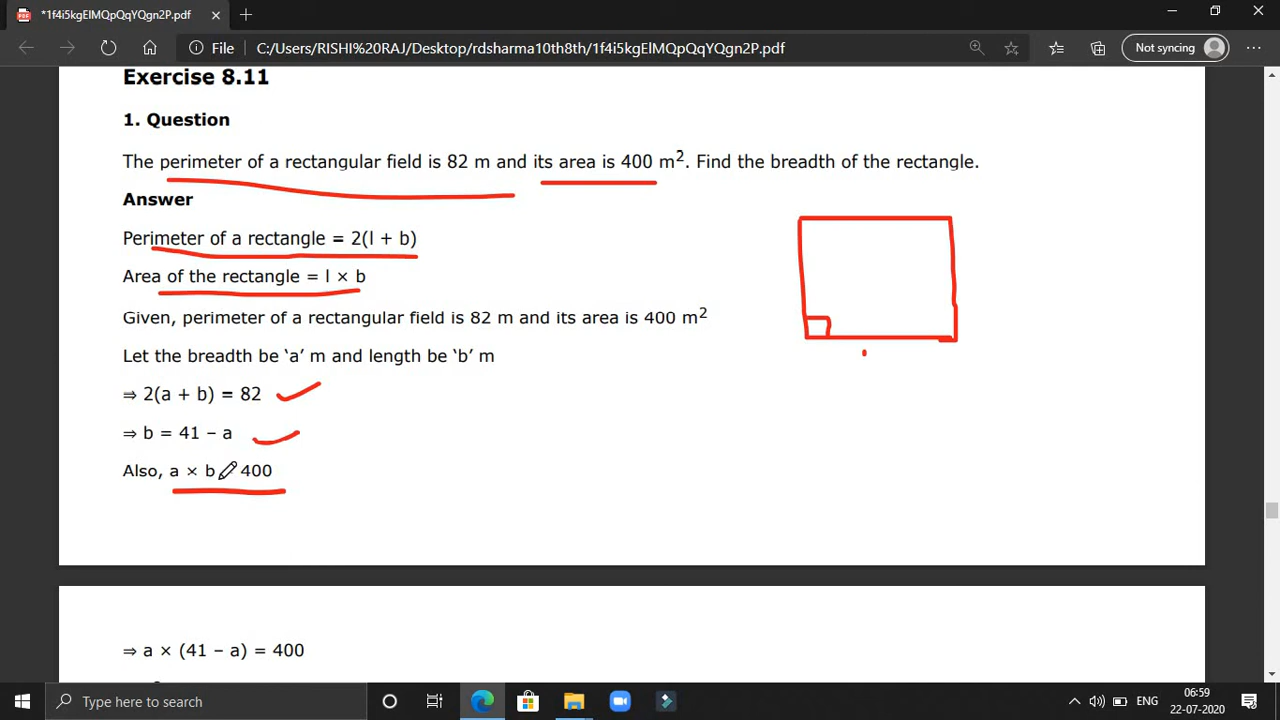 *1f4i5kgElMQpQqYQgn2P.pdf
File C:/Users/RISHI%20RAJ/Desktop/rdsharma10th8th/1f4i5kgElMQpQqYQgn2P.pdf Not syncing
Exercise 8.11
1. Question
The perimeter of a rectangular field is 82 m and its area is 400 m². Find the breadth of the rectangle.
Answer
Perimeter of a rectangle = 2(l + b)
Area of the rectangle = l × b
Given, perimeter of a rectangular field is 82 m and its area is 400 m²
Let the breadth be ‘a’ m and length be ‘b’ m
⇒ 2(a + b) = 82
⇒ b = 41 – a
Also, a × b 400
⇒ a × (41 – a) = 400
Type here to search
ENG
06:59
22-07-2020